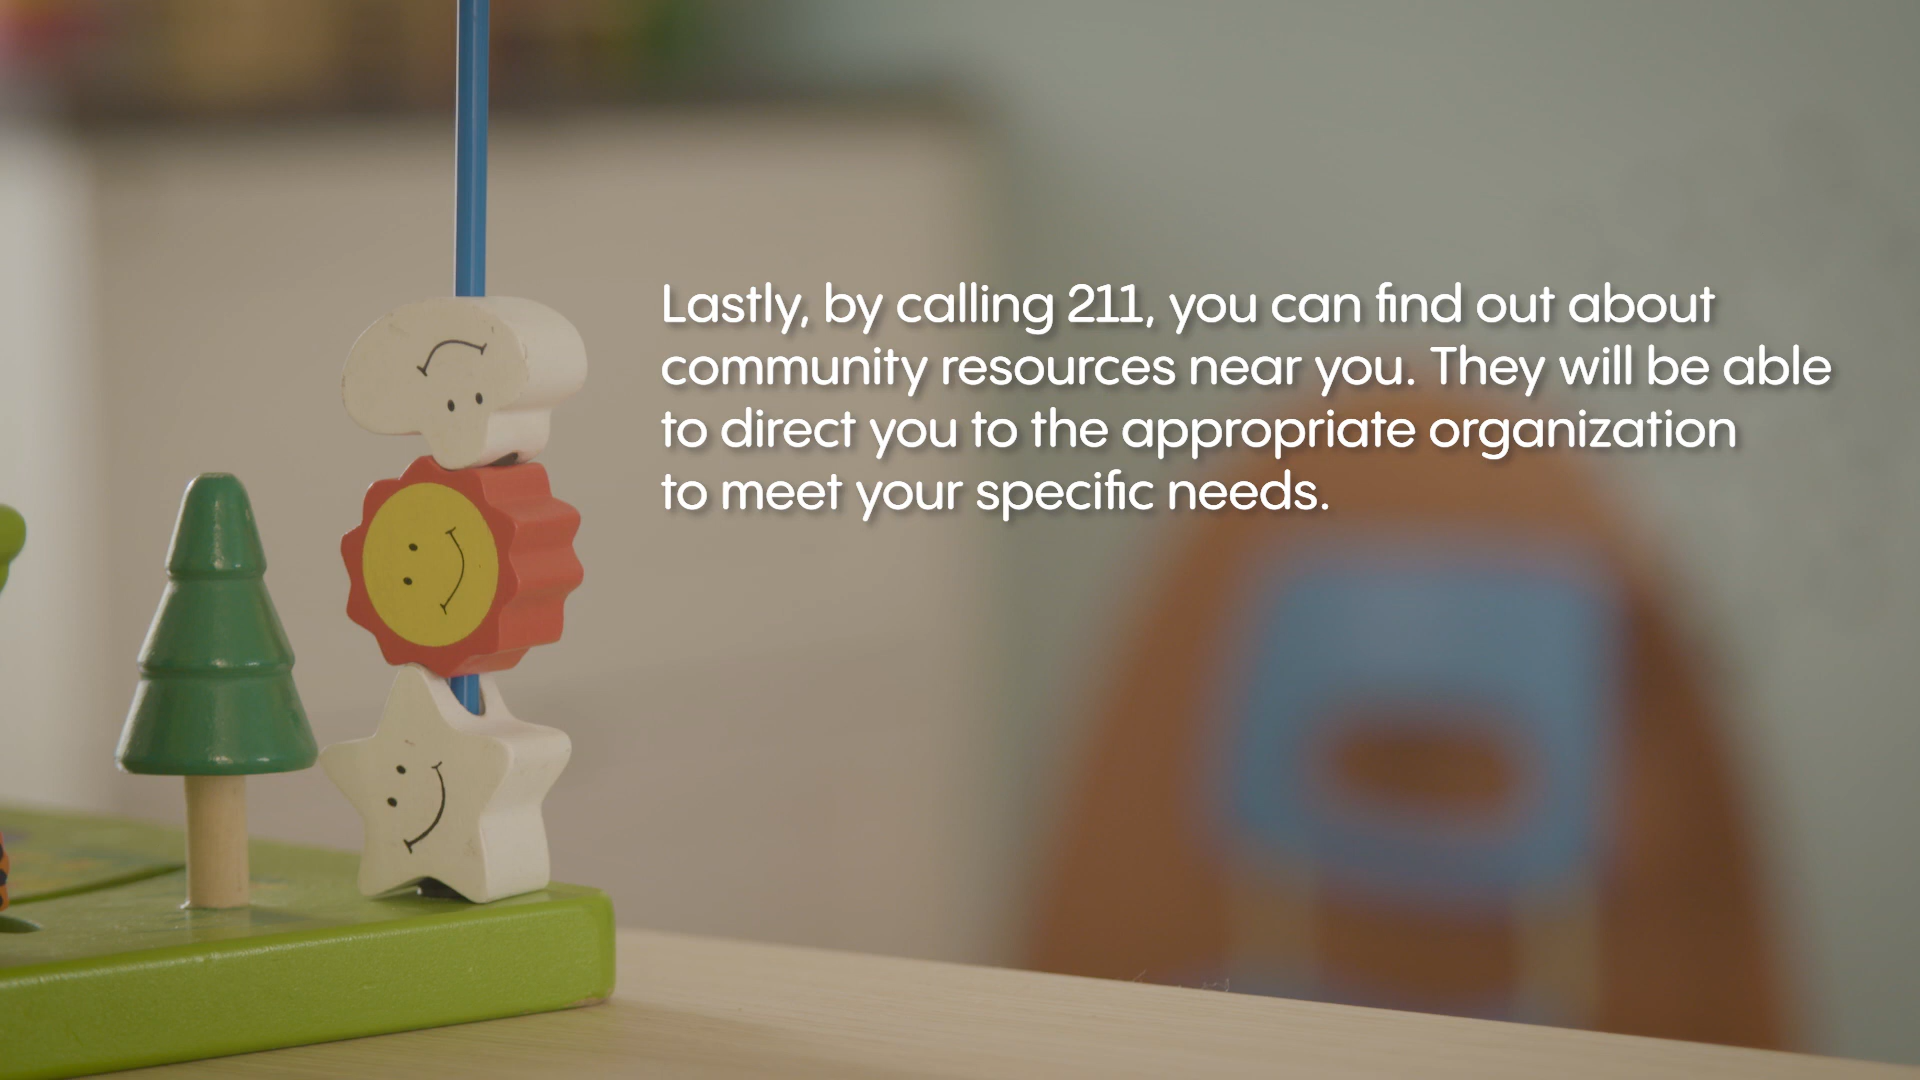 Lastly, by calling 211, you can find out about
community resources near you. They will be able
to direct you to the appropriate organization
to meet your specific needs.